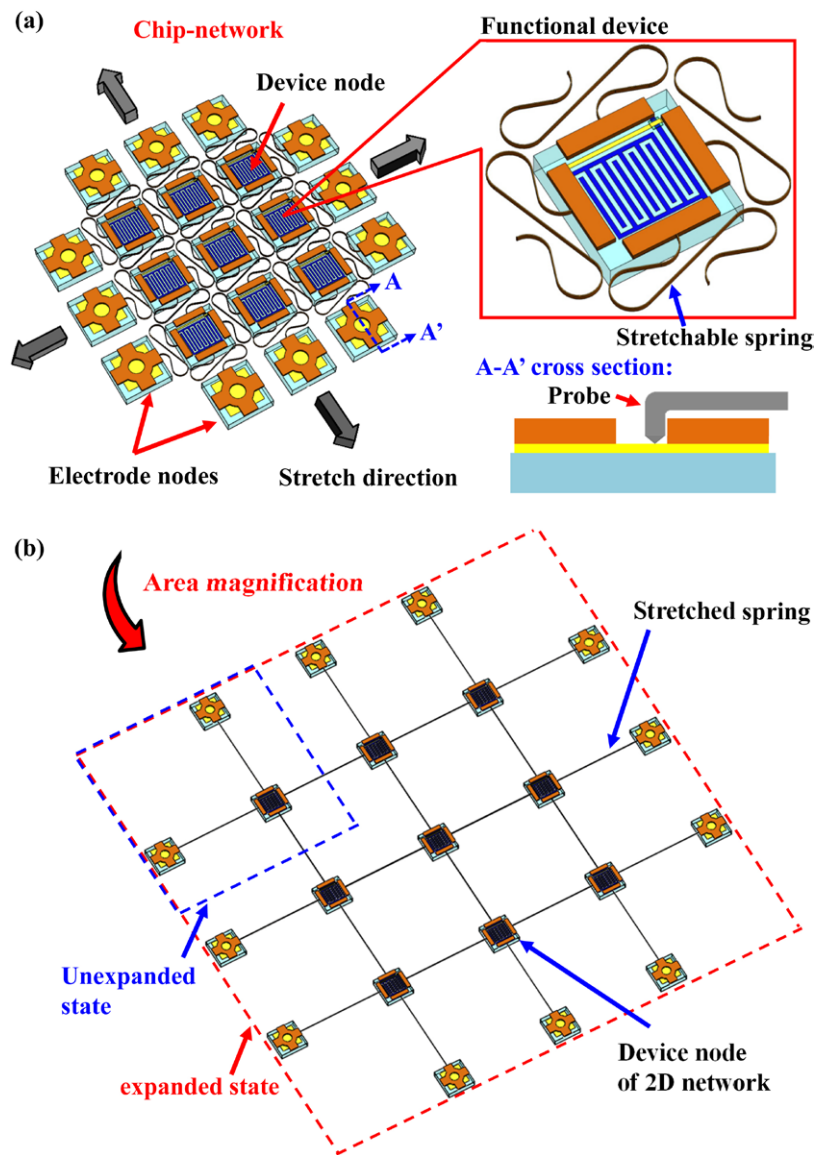 (a)
Chip-network
Functional device
Device node
A
A'
Stretchable spring
A-A' cross section:
Probe
Electrode nodes
Stretch direction
(b)
Area magnification
Stretched spring
Unexpanded
state
expanded state
Device node
of 2D network